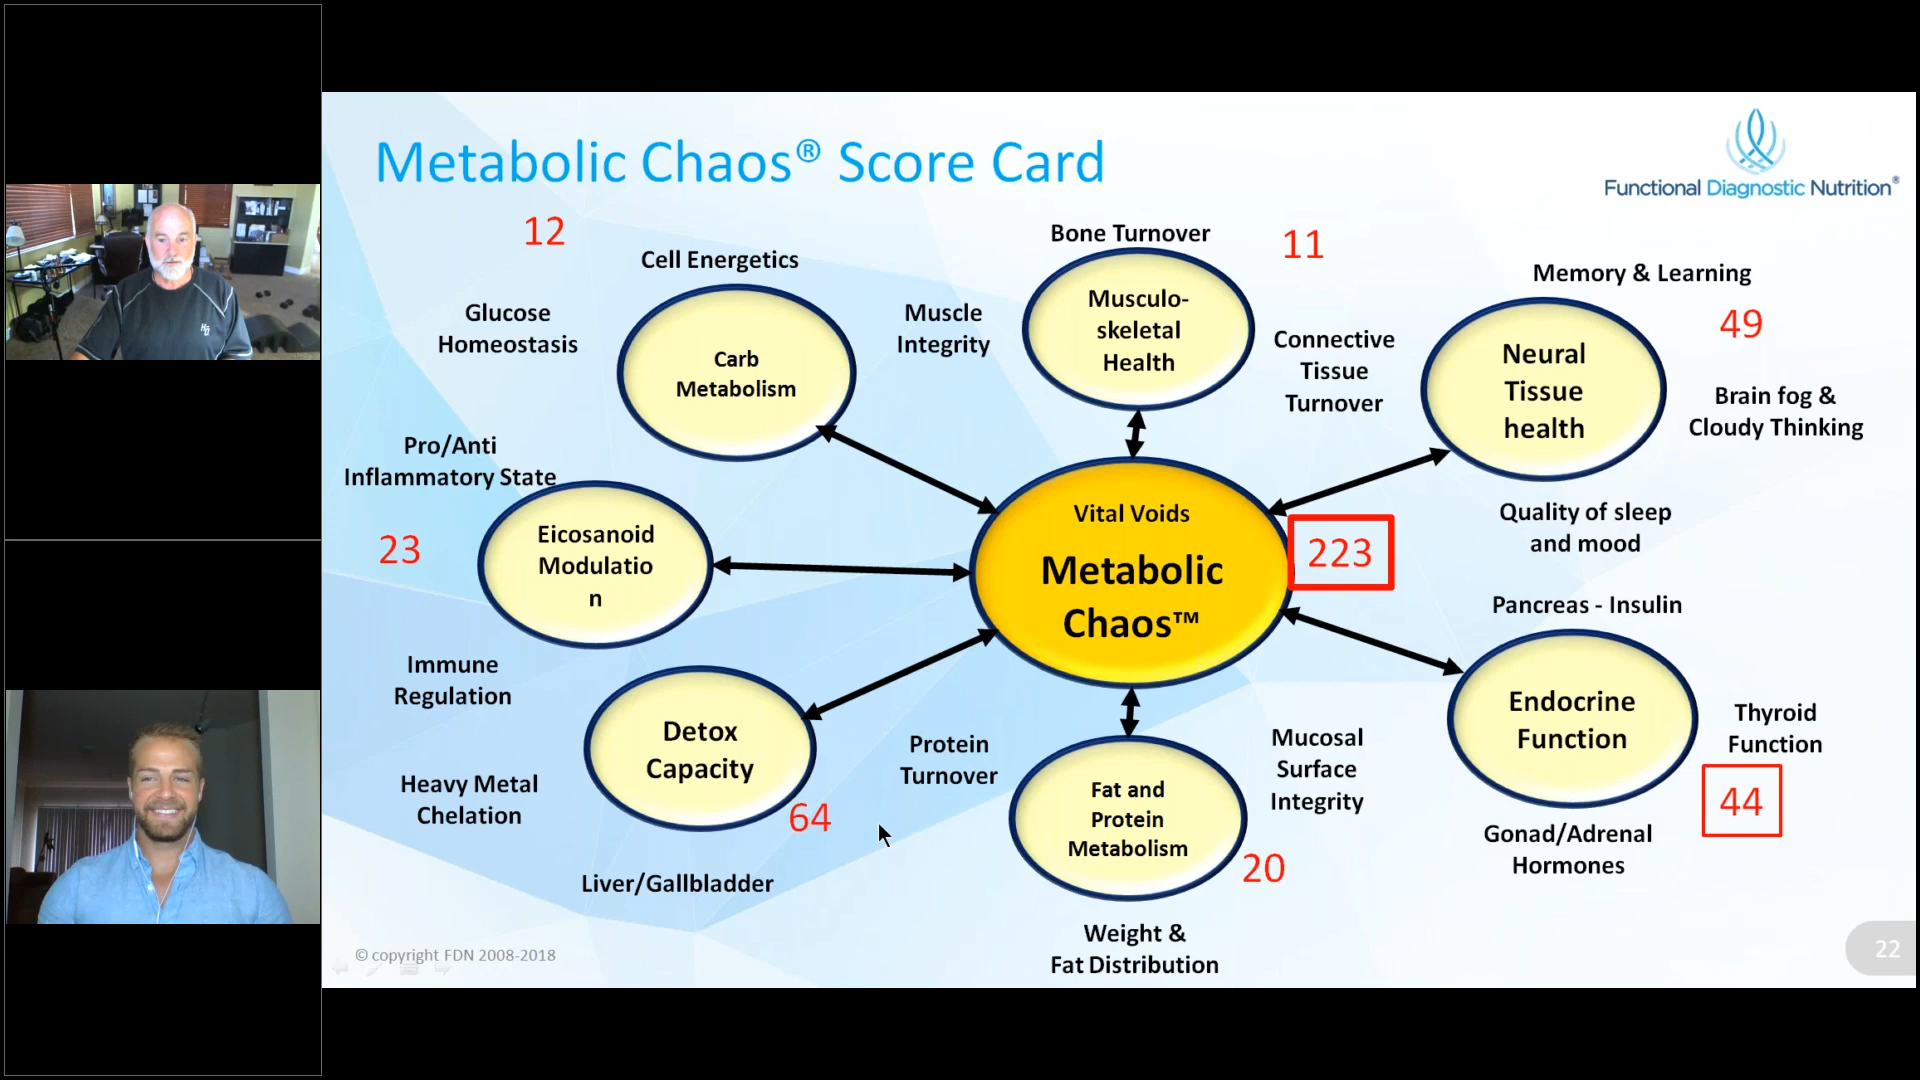 Metabolic Chaos® Score Card
Functional Diagnostic Nutrition®
12
Cell Energetics
Glucose
Homeostasis
Carb
Metabolism
Bone Turnover
11
Muscle
Integrity
Musculo-
skeletal
Health
Connective
Tissue
Turnover
Memory & Learning
49
Neural
Tissue
health
Brain fog &
Cloudy Thinking
Quality of sleep
and mood
Pro/Anti
Inflammatory State
23
Eicosanoid
Modulatio
n
Immune
Regulation
Vital Voids
Metabolic
Chaos™
223
Pancreas - Insulin
Endocrine
Function
Thyroid
Function
44
Gonad/Adrenal
Hormones
Detox
Capacity
64
Heavy Metal
Chelation
Liver/Gallbladder
Protein
Turnover
Fat and
Protein
Metabolism
20
Mucosal
Surface
Integrity
Weight &
Fat Distribution
© copyright FDN 2008-2018
22